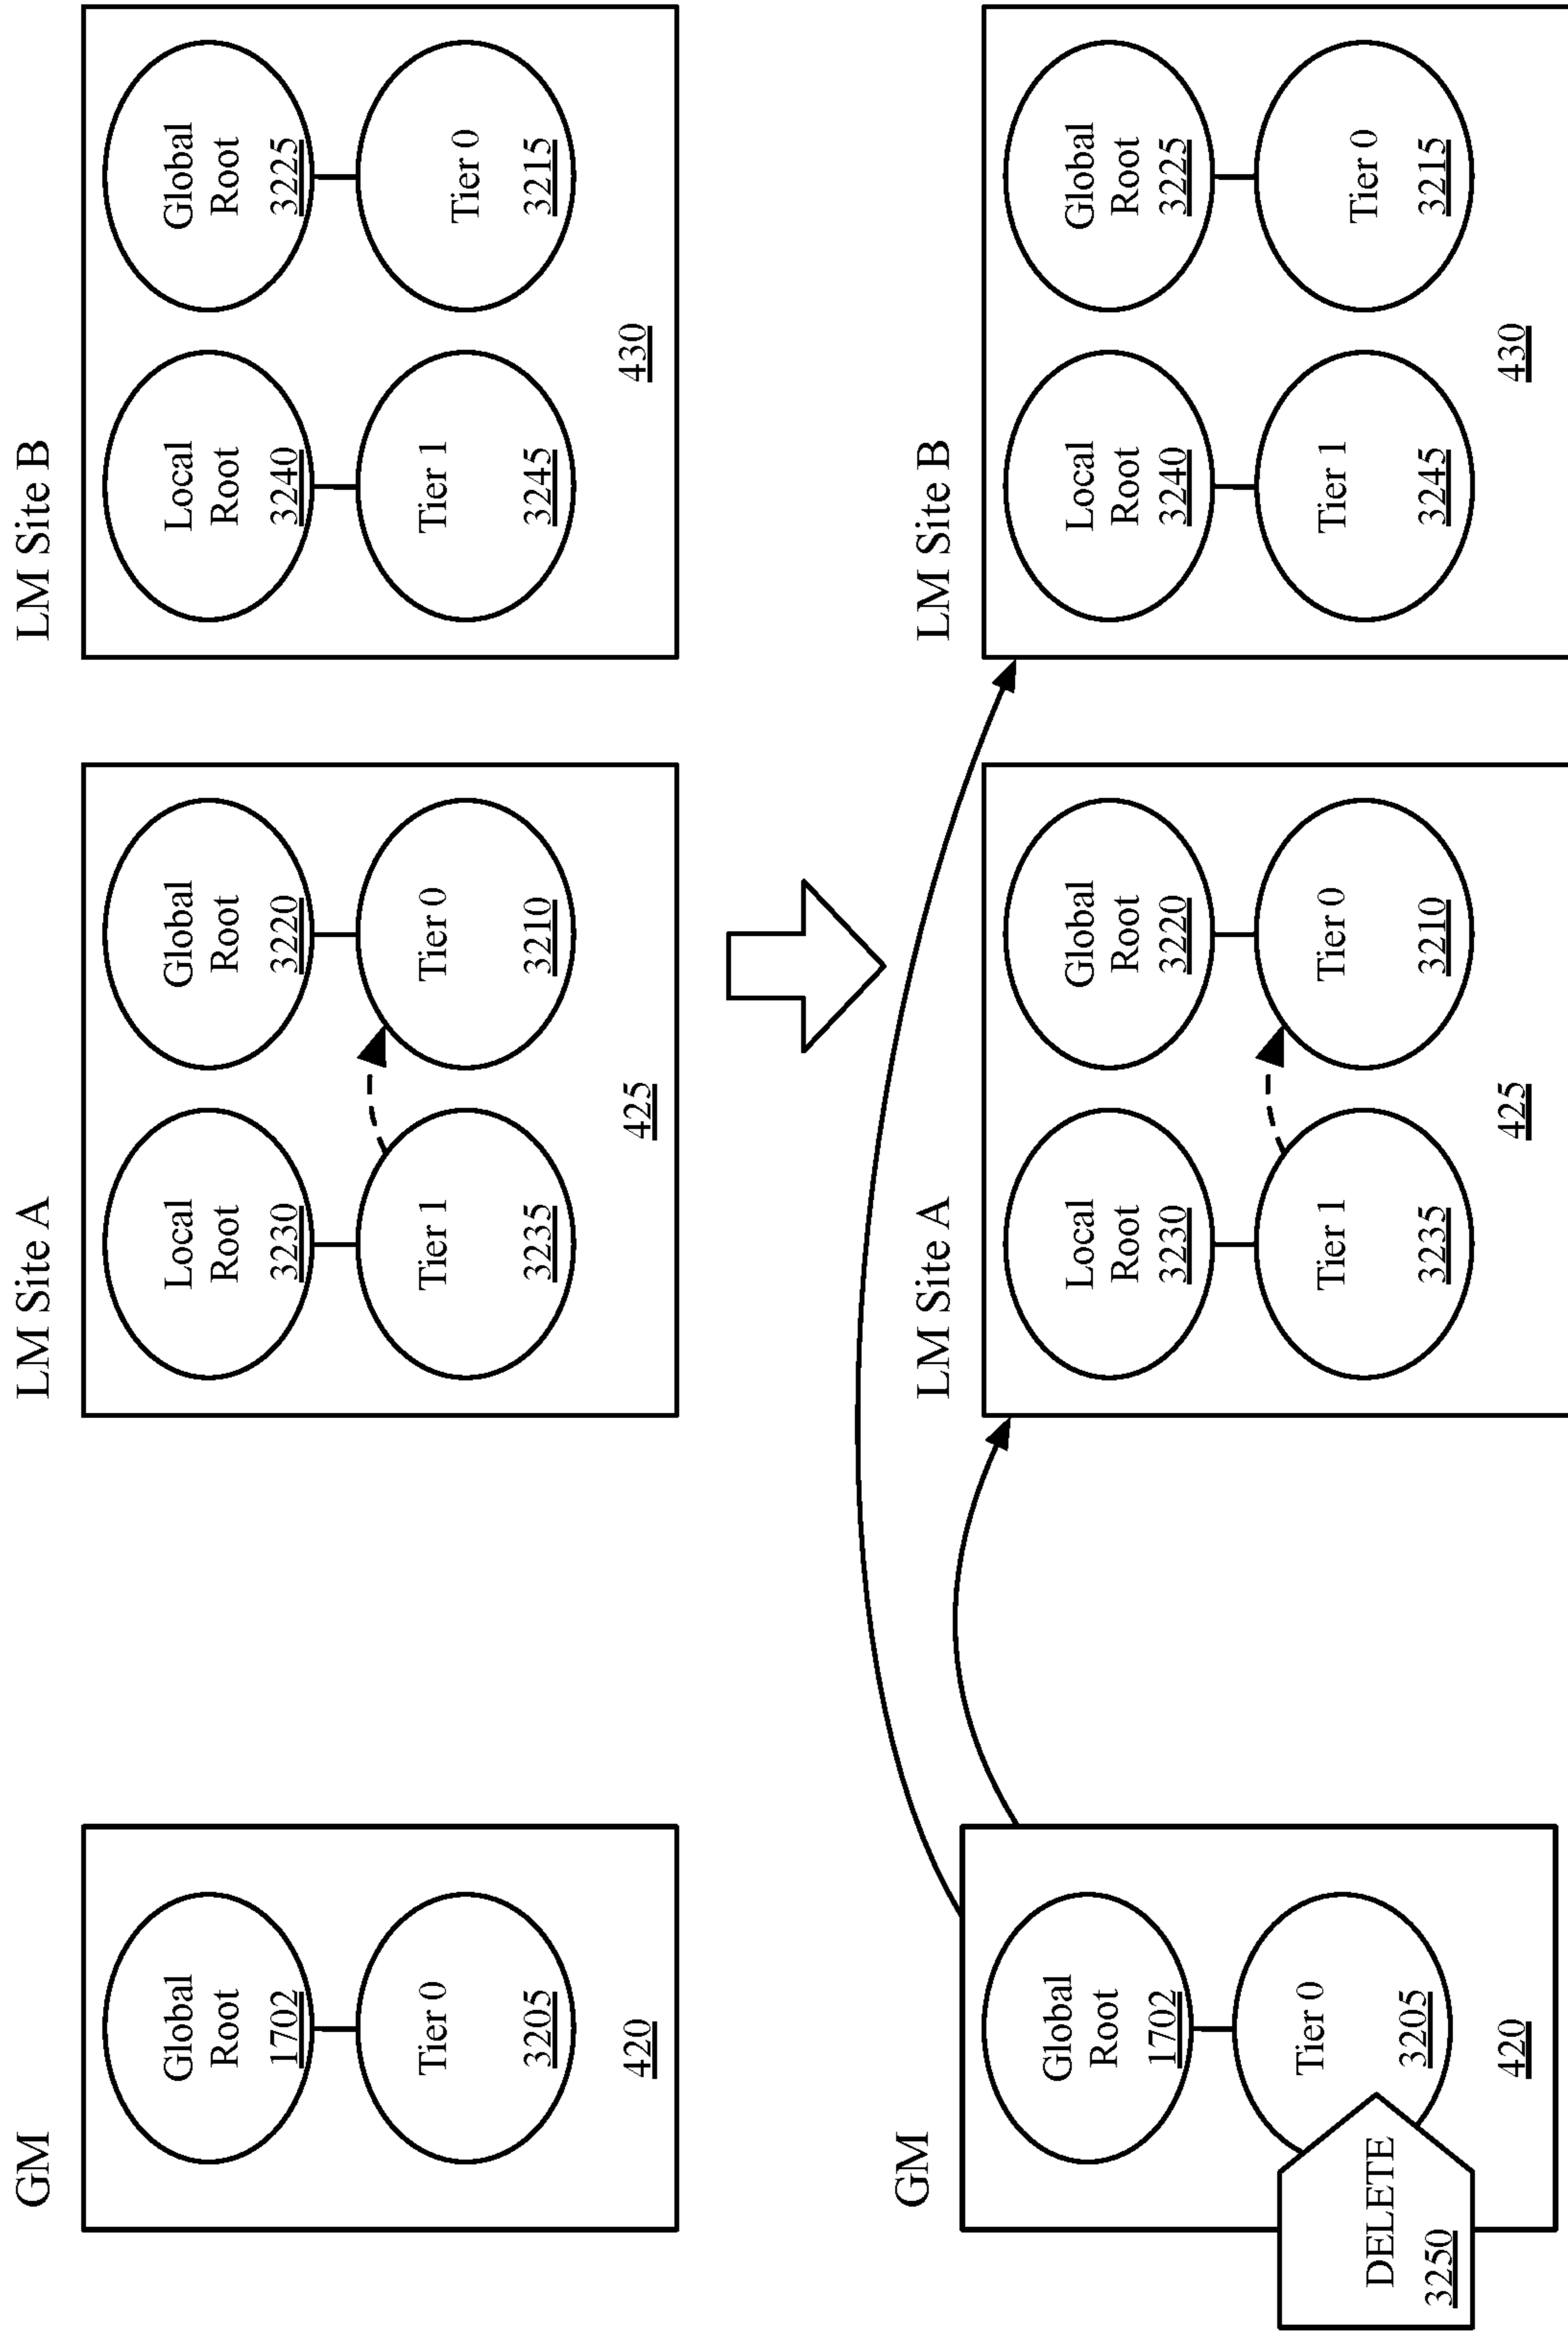 GM
Global
Root
1702
Tier 0
3205
420
LM Site A
Local
Root
3230
Tier 1
3235
Global
Root
3220
Tier 0
3210
425
LM Site B
Local
Root
3240
Tier 1
3245
Global
Root
3225
Tier 0
3215
430
GM
Global
Root
1702
Tier 0
3205
DELETE
3250
420
LM Site A
Local
Root
3230
Tier 1
3235
Global
Root
3220
Tier 0
3210
425
LM Site B
Local
Root
3240
Tier 1
3245
Global
Root
3225
Tier 0
3215
430